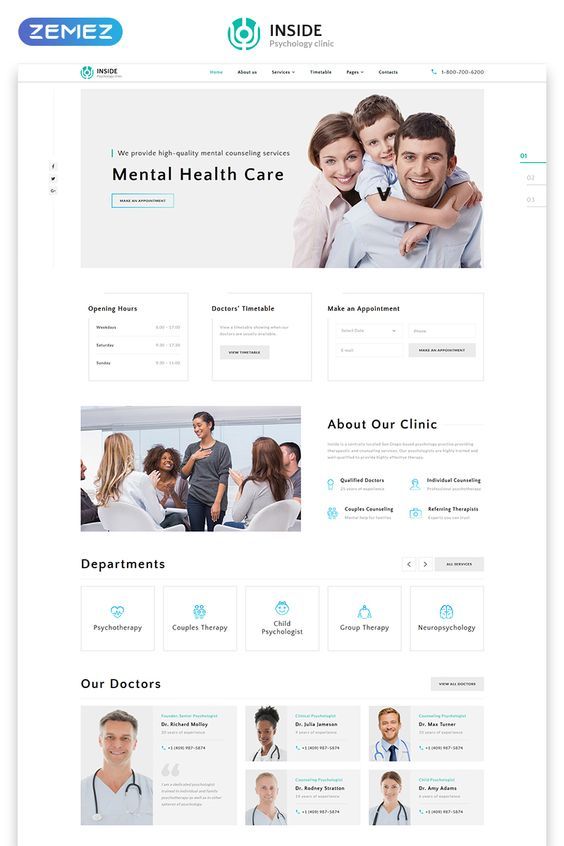 ZEMEZ
INSIDE
Psychology clinic
INSIDE
Psychology clinic
Home
About us
Services
Timetable
Pages
Contacts
1-800-700-6200
We provide high-quality mental counseling services
Mental Health Care
MAKE AN APPOINTMENT
01
02
03
Opening Hours
Weekdays
8:00 - 17:00
Saturday
9:30 - 17:30
Sunday
9:30 - 15:00
Doctors' Timetable
View a timetable showing when our
doctors are usually available.
VIEW TIMETABLE
Make an Appointment
Select Date
Phone
E-mail
MAKE AN APPOINTMENT
About Our Clinic
Inside is a centrally located San Diego-based psychology practice providing
therapeutic and counseling services. Our psychologists are highly trained and
well-qualified to provide highly effective therapy.
Qualified Doctors
25 years of experience
Individual Counseling
Professional psychotherapy
Couples Counseling
Mental help for families
Referring Therapists
Experts you can trust
Departments
ALL SERVICES
Psychotherapy
Couples Therapy
Child
Psychologist
Group Therapy
Neuropsychology
Our Doctors
VIEW ALL DOCTORS
Founder, Senior Psychologist
Dr. Richard Molloy
20 years of experience
+1 (409) 987–5874
I am a dedicated psychologist
trained in individual and family
psychotherapy as well as in other
spheres of psychology.
Clinical Psychologist
Dr. Julia Jameson
9 years of experience
+1 (409) 987–5874
Counseling Psychologist
Dr. Max Turner
10 years of experience
+1 (409) 987–5874
Counseling Psychologist
Dr. Rodney Stratton
+1 (409) 987–5874
Child Psychologist
Dr. Amy Adams
+1 (409) 987–5874